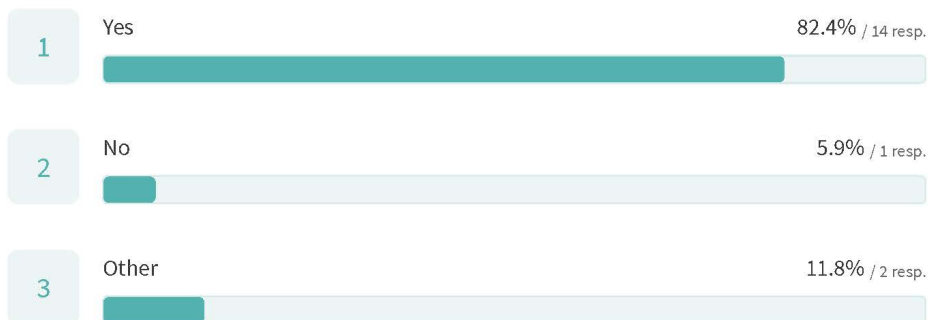 1
Yes
82.4% / 14 resp.
2
No
5.9% / 1 resp.
3
Other
11.8% / 2 resp.